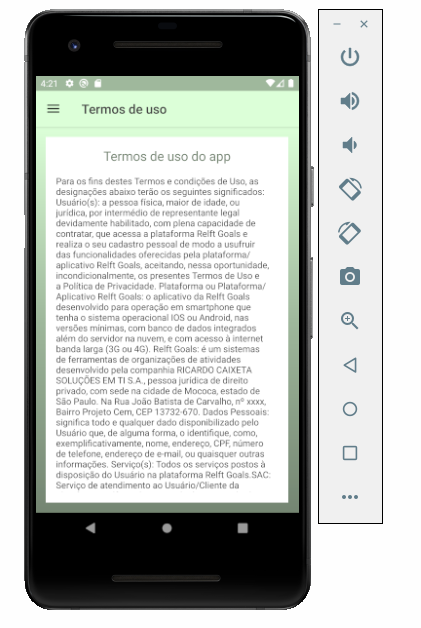 4:21
Termos de uso
Termos de uso do app
Para os fins destes Termos e condições de Uso, as
designações abaixo terão os seguintes significados:
Usuário(s): a pessoa física, maior de idade, ou
jurídica, por intermédio de representante legal
devidamente habilitado, com plena capacidade de
contratar, que acessa a plataforma Relft Goals e
realiza o seu cadastro pessoal de modo a usufruir
das funcionalidades oferecidas pela plataforma/
aplicativo Relft Goals, aceitando, nessa oportunidade,
incondicionalmente, os presentes Termos de Uso e
a Política de Privacidade. Plataforma ou Plataforma/
Aplicativo Relft Goals: o aplicativo da Relft Goals
desenvolvido para operação em smartphone que
tenha o sistema operacional IOS ou Android, nas
versões mínimas, com banco de dados integrados
além do servidor na nuvem, e com acesso à internet
banda larga (3G ou 4G). Relft Goals: é um sistemas
de ferramentas de organizações de atividades
desenvolvido pela companhia RICARDO CAIXETA
SOLUÇÕES EM TI S.A., pessoa jurídica de direito
privado, com sede na cidade de Mococa, estado de
São Paulo. Na Rua João Batista de Carvalho, nº xxxx,
Bairro Projeto Cem, CEP 13732-670. Dados Pessoais:
significa todo e qualquer dado disponibilizado pelo
Usuário que, de alguma forma, o identifique, como,
exemplificativamente, nome, endereço, CPF, número
de telefone, endereço de e-mail, ou quaisquer outras
informações. Serviço(s): Todos os serviços postos à
disposição do Usuário na plataforma Relft Goals.SAC:
Serviço de atendimento ao Usuário/Cliente da